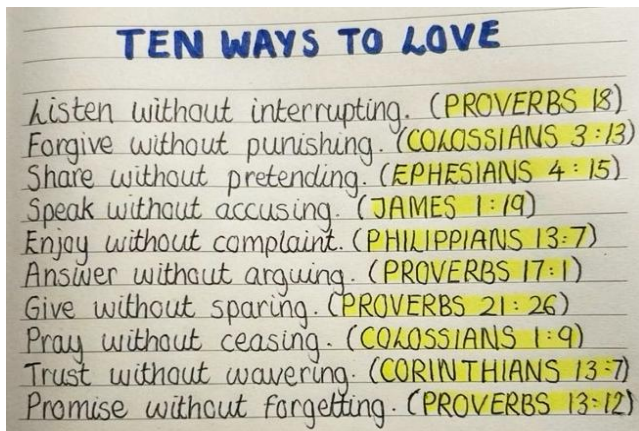 TEN WAYS TO LOVE
Listen without interrupting. (PROVERBS 18)
Forgive without punishing. (COLOSSIANS 3:13)
Share without pretending. (EPHESIANS 4:15)
Speak without accusing. (JAMES 1:19)
Enjoy without complaint. (PHILIPPIANS 13:7)
Answer without arguing. (PROVERBS 17:1)
Give without sparing. (PROVERBS 21:26)
Pray without ceasing. (COLOSSIANS 1:9)
Trust without wavering. (CORINTHIANS 13:7)
Promise without forgetting. (PROVERBS 13:12)